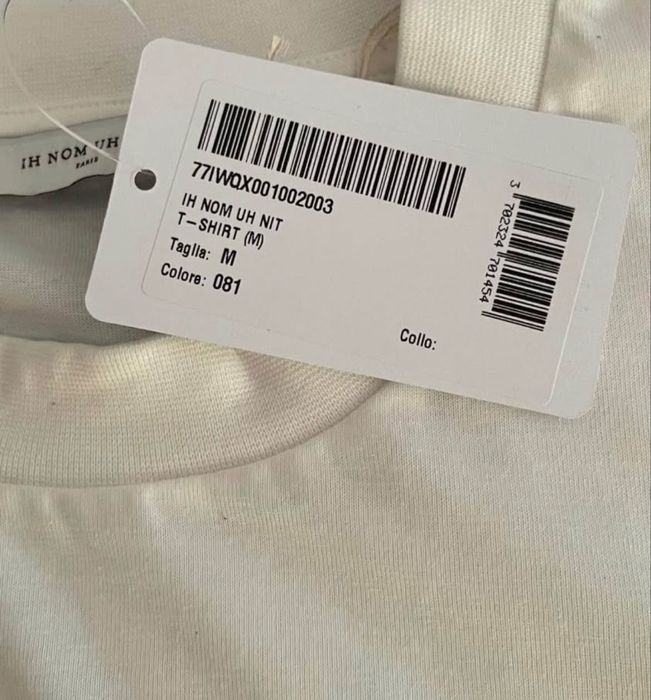 IH NOM UH
PARIS
77IWQX001002003
IH NOM UH NIT
T-SHIRT (M)
Taglia: M
Colore: 081
Collo:
3 702324 701454